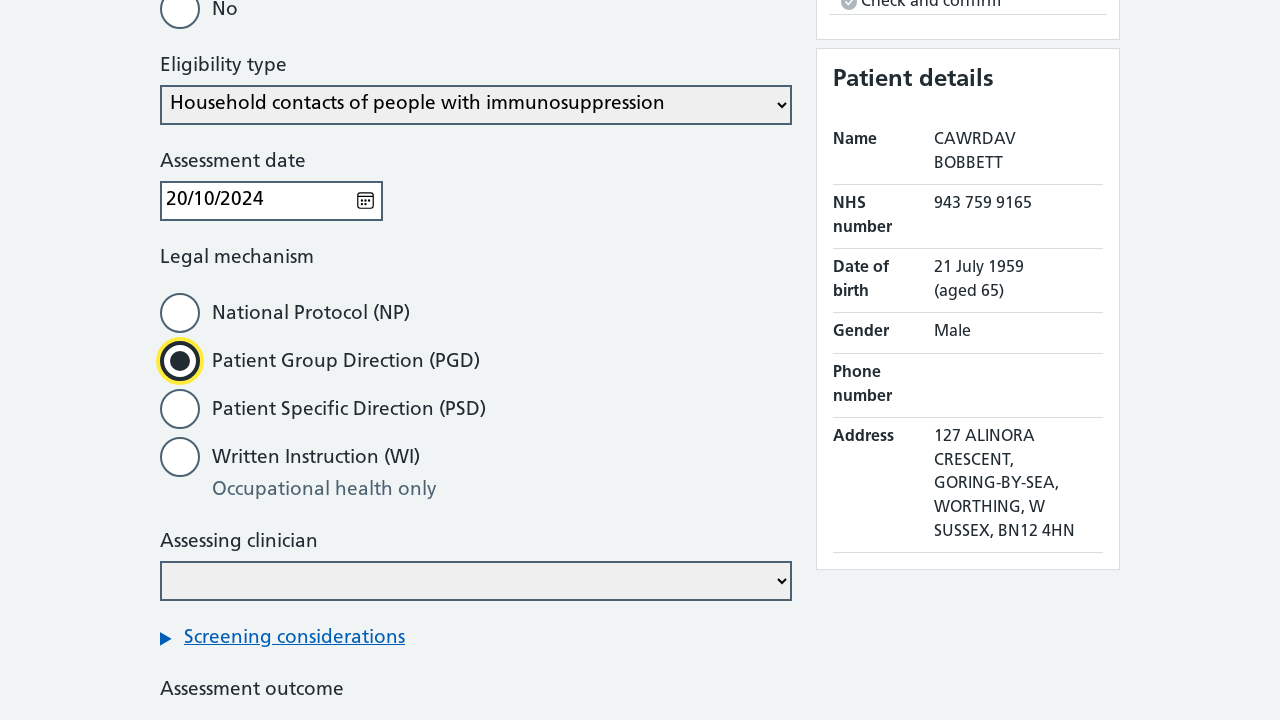 No
Eligibility type
Household contacts of people with immunosuppression
Assessment date
20/10/2024
Legal mechanism
National Protocol (NP)
Patient Group Direction (PGD)
Patient Specific Direction (PSD)
Written Instruction (WI)
Occupational health only
Assessing clinician
Screening considerations
Assessment outcome
Check and confirm
Patient details
Name CAWRDAV
BOBBETT
NHS 943 759 9165
number
Date of 21 July 1959
birth (aged 65)
Gender Male
Phone
number
Address 127 ALINORA
CRESCENT,
GORING-BY-SEA,
WORTHING, W
SUSSEX, BN12 4HN